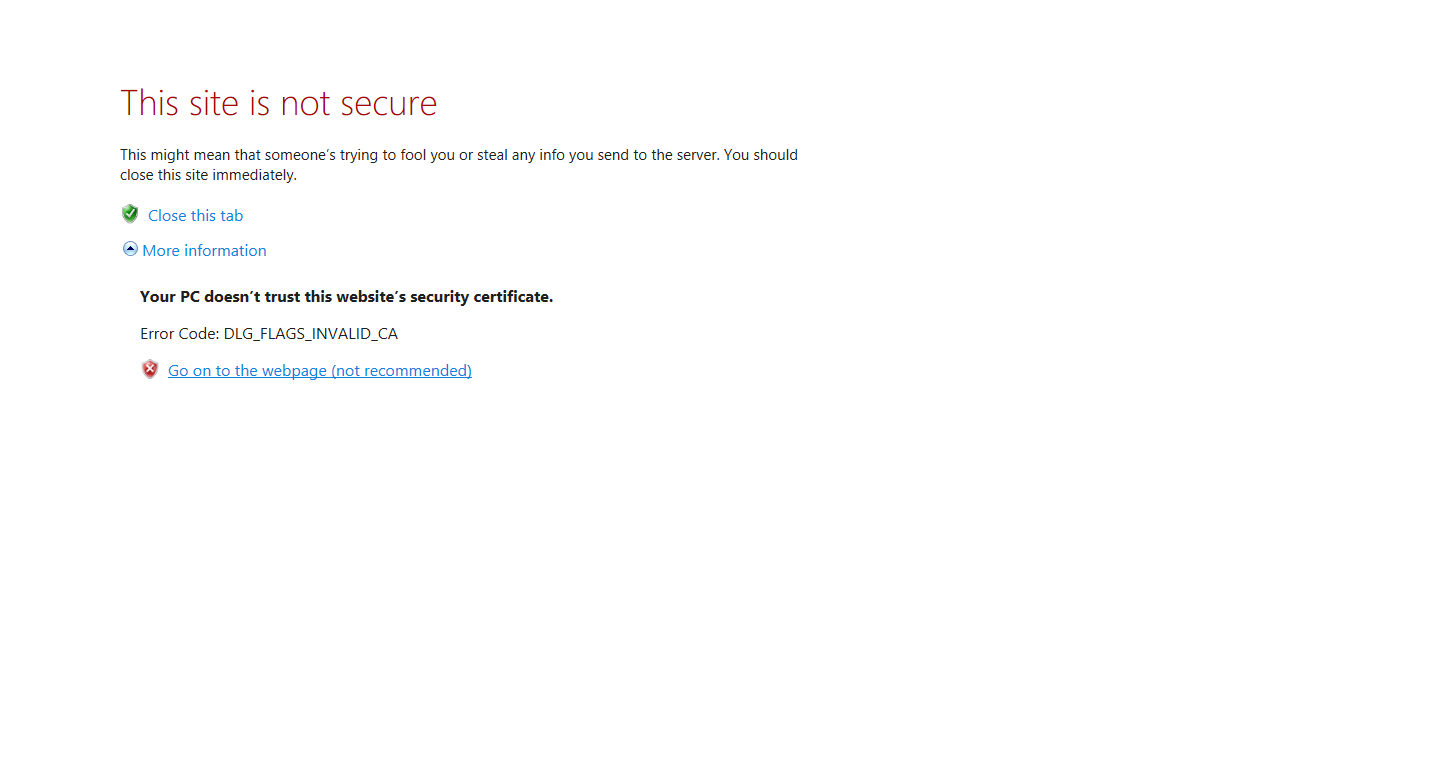 This site is not secure
This might mean that someone’s trying to fool you or steal any info you send to the server. You should
close this site immediately.
Close this tab
More information
Your PC doesn’t trust this website’s security certificate.
Error Code: DLG_FLAGS_INVALID_CA
Go on to the webpage (not recommended)